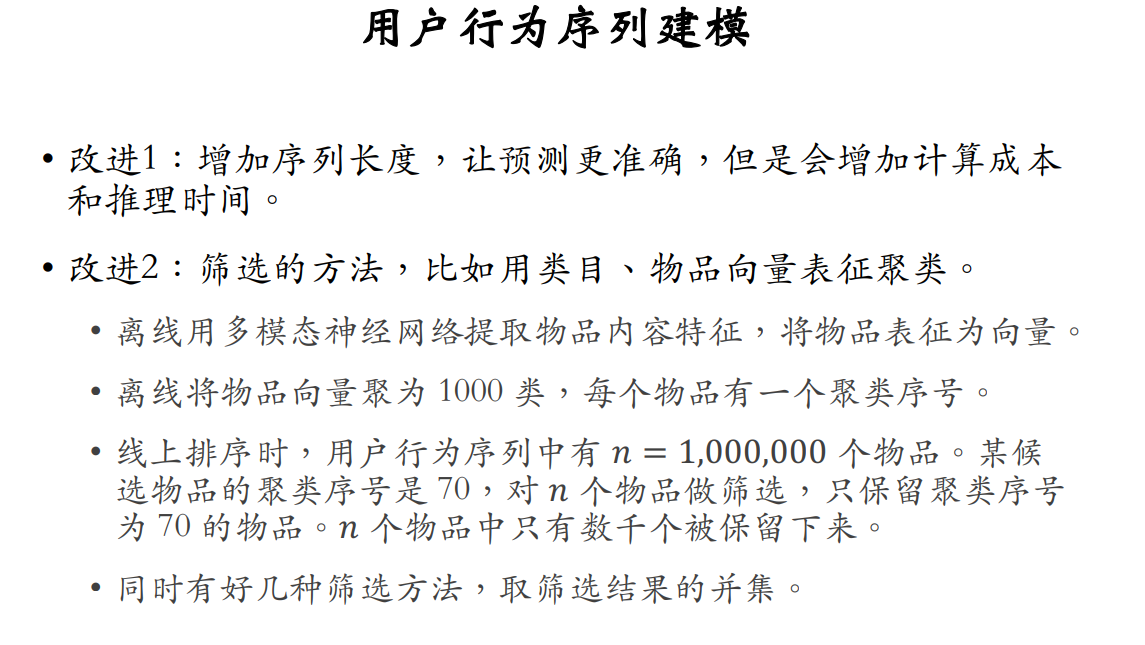 用户行为序列建模
• 改进1：增加序列长度，让预测更准确，但是会增加计算成本
和推理时间。
• 改进2：筛选的方法，比如用类目、物品向量表征聚类。
• 离线用多模态神经网络提取物品内容特征，将物品表征为向量。
• 离线将物品向量聚为 1000 类，每个物品有一个聚类序号。
• 线上排序时，用户行为序列中有 n = 1,000,000 个物品。某候
选物品的聚类序号是 70，对 n 个物品做筛选，只保留聚类序号
为 70 的物品。n 个物品中只有数千个被保留下来。
• 同时有好几种筛选方法，取筛选结果的并集。